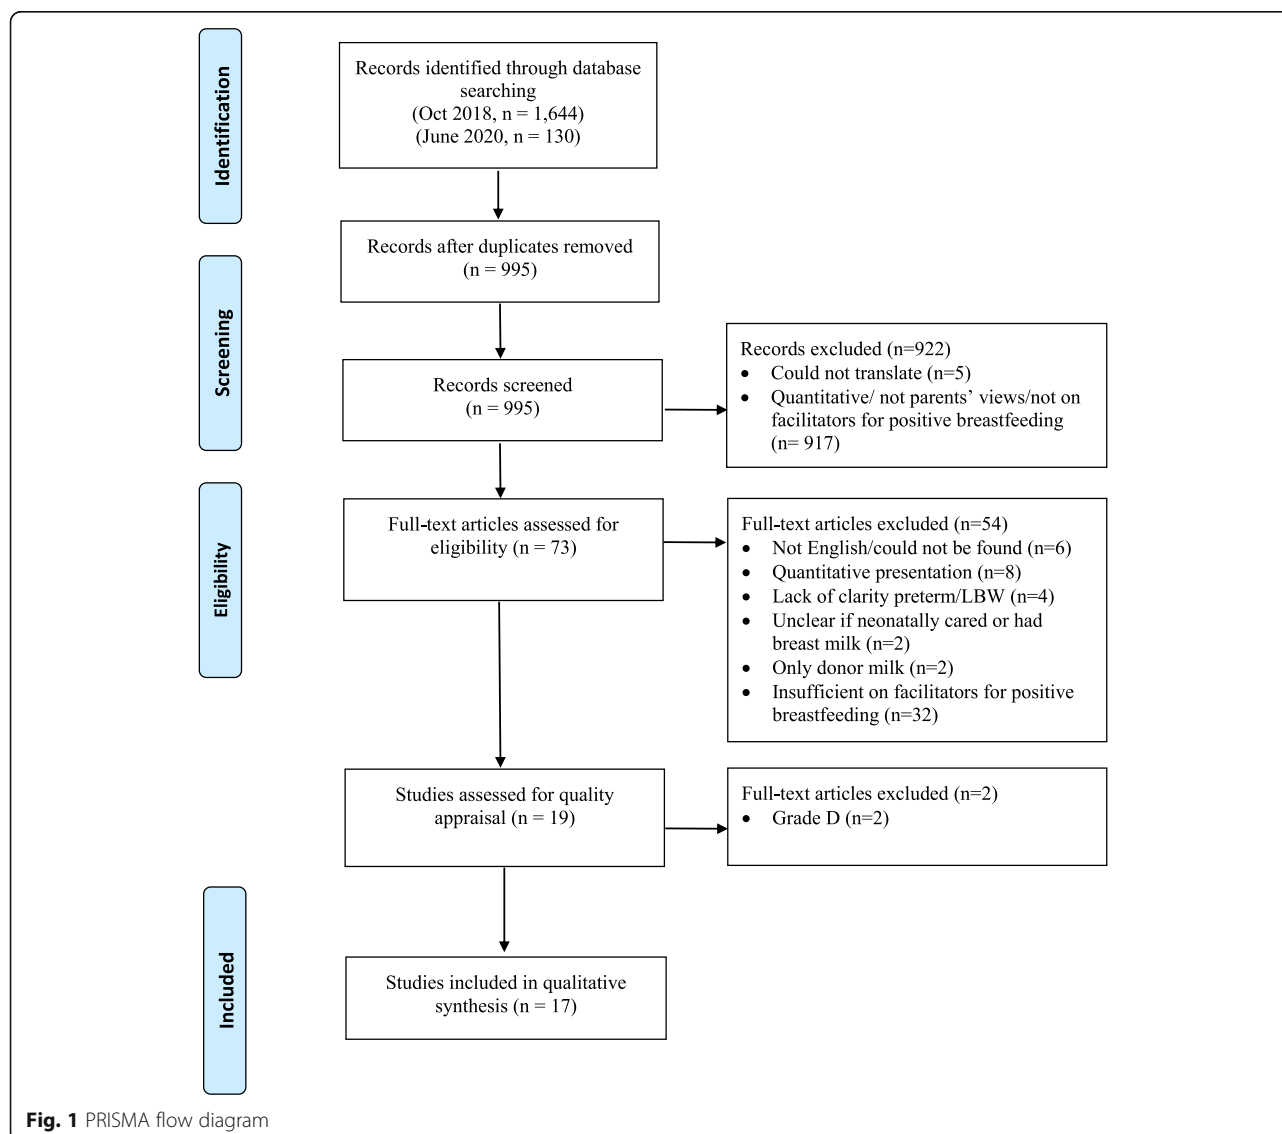 Identification
Records identified through database
searching
(Oct 2018, n = 1,644)
(June 2020, n = 130)
Records after duplicates removed
(n = 995)
Screening
Records screened
(n = 995)
Records excluded (n=922)
• Could not translate (n=5)
• Quantitative/ not parents’ views/not on
facilitators for positive breastfeeding
(n= 917)
Eligibility
Full-text articles assessed for
eligibility (n = 73)
Full-text articles excluded (n=54)
• Not English/could not be found (n=6)
• Quantitative presentation (n=8)
• Lack of clarity preterm/LBW (n=4)
• Unclear if neonatally cared or had
breast milk (n=2)
• Only donor milk (n=2)
• Insufficient on facilitators for positive
breastfeeding (n=32)
Studies assessed for quality
appraisal (n = 19)
Full-text articles excluded (n=2)
• Grade D (n=2)
Included
Studies included in qualitative
synthesis (n = 17)
Fig. 1 PRISMA flow diagram